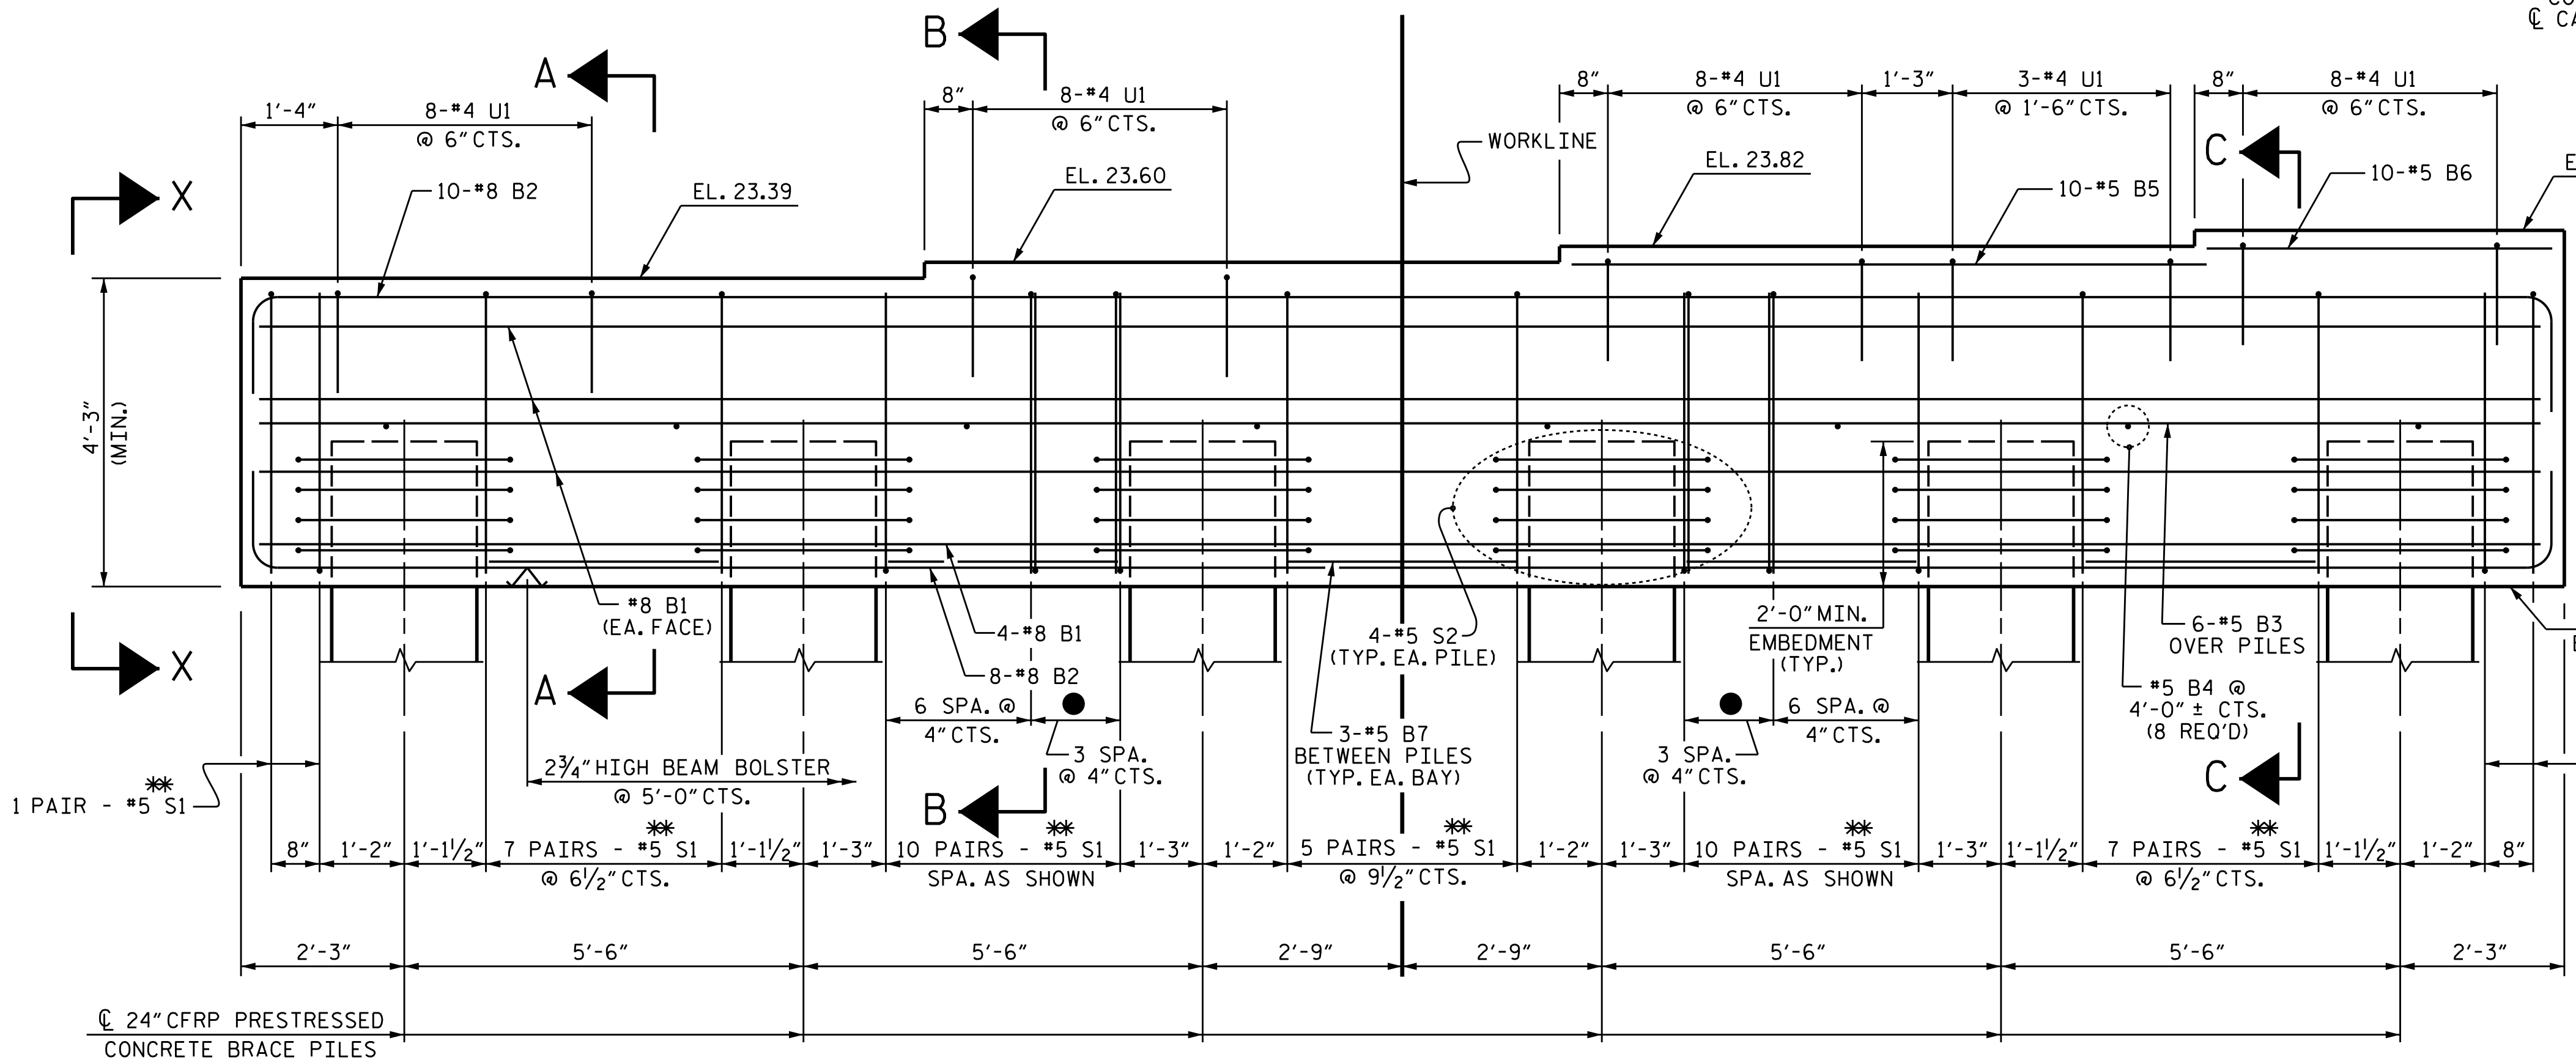 ℄ CA
B
A
1'-4"
8-#4 U1
@ 6" CTS.
8"
8-#4 U1
@ 6" CTS.
WORKLINE
8"
8-#4 U1
@ 6" CTS.
1'-3"
3-#4 U1
@ 1'-6" CTS.
8"
8-#4 U1
@ 6" CTS.
C
X
10-#8 B2
EL. 23.39
EL. 23.60
EL. 23.82
10-#5 B5
10-#5 B6
4'-3"
(MIN.)
#8 B1
(EA. FACE)
4-#8 B1
8-#8 B2
4-#5 S2
(TYP. EA. PILE)
2'-0" MIN.
EMBEDMENT
(TYP.)
6-#5 B3
OVER PILES
#5 B4 @
4'-0" ± CTS.
(8 REQ'D)
X
A
6 SPA. @
4" CTS.
3 SPA.
@ 4" CTS.
3-#5 B7
BETWEEN PILES
(TYP. EA. BAY)
3 SPA.
@ 4" CTS.
6 SPA. @
4" CTS.
2¾" HIGH BEAM BOLSTER
@ 5'-0" CTS.
B
C
**
1 PAIR - #5 S1
8"
1'-2"
1'-1½"
**
7 PAIRS - #5 S1
@ 6½" CTS.
1'-1½"
1'-3"
**
10 PAIRS - #5 S1
SPA. AS SHOWN
1'-3"
1'-2"
**
5 PAIRS - #5 S1
@ 9½" CTS.
1'-2"
1'-3"
**
10 PAIRS - #5 S1
SPA. AS SHOWN
1'-3"
1'-1½"
**
7 PAIRS - #5 S1
@ 6½" CTS.
1'-1½"
1'-2"
8"
2'-3"
5'-6"
5'-6"
2'-9"
2'-9"
5'-6"
5'-6"
2'-3"
℄ 24" CFRP PRESTRESSED
CONCRETE BRACE PILES